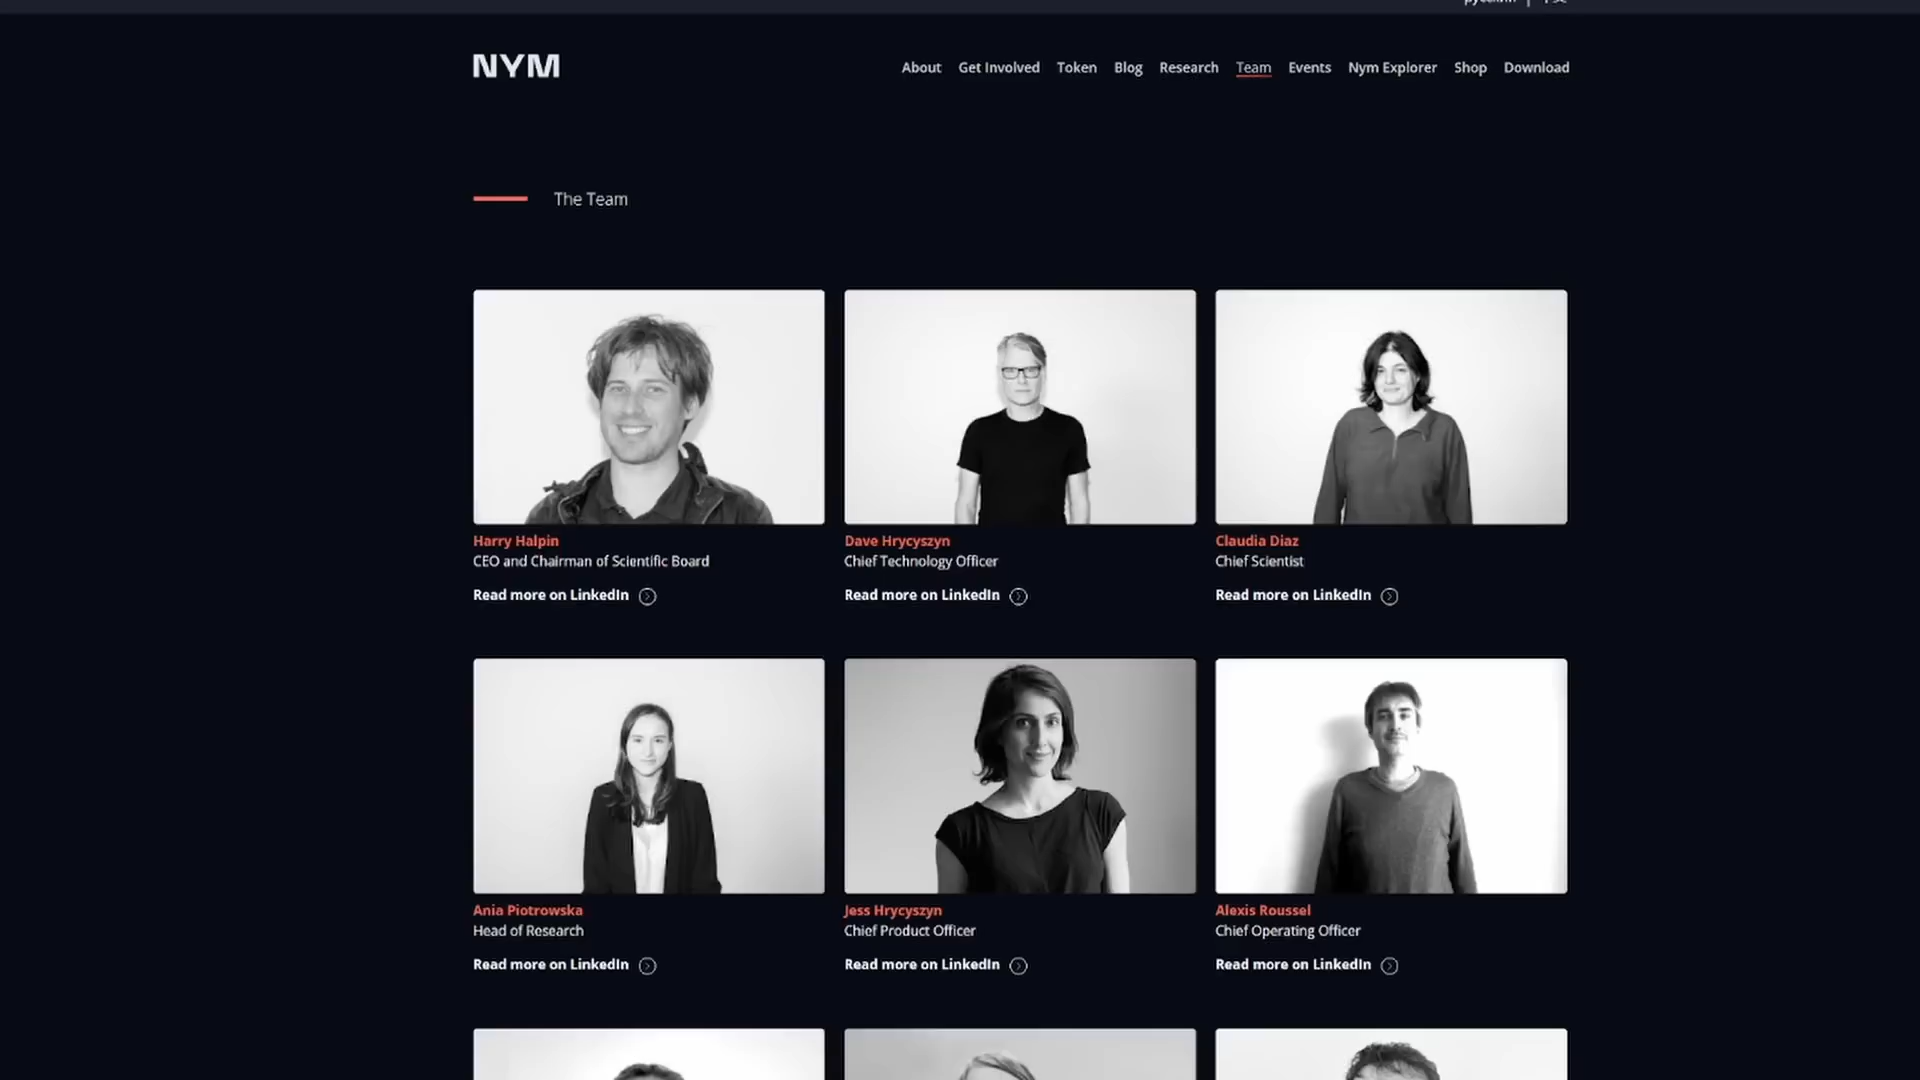 NYM
About Get Involved Token Blog Research Team Events Nym Explorer Shop Download
The Team
Harry Halpin
CEO and Chairman of Scientific Board
Read more on LinkedIn
Dave Hrycyszyn
Chief Technology Officer
Read more on LinkedIn
Claudia Diaz
Chief Scientist
Read more on LinkedIn
Ania Piotrowska
Head of Research
Read more on LinkedIn
Jess Hrycyszyn
Chief Product Officer
Read more on LinkedIn
Alexis Roussel
Chief Operating Officer
Read more on LinkedIn